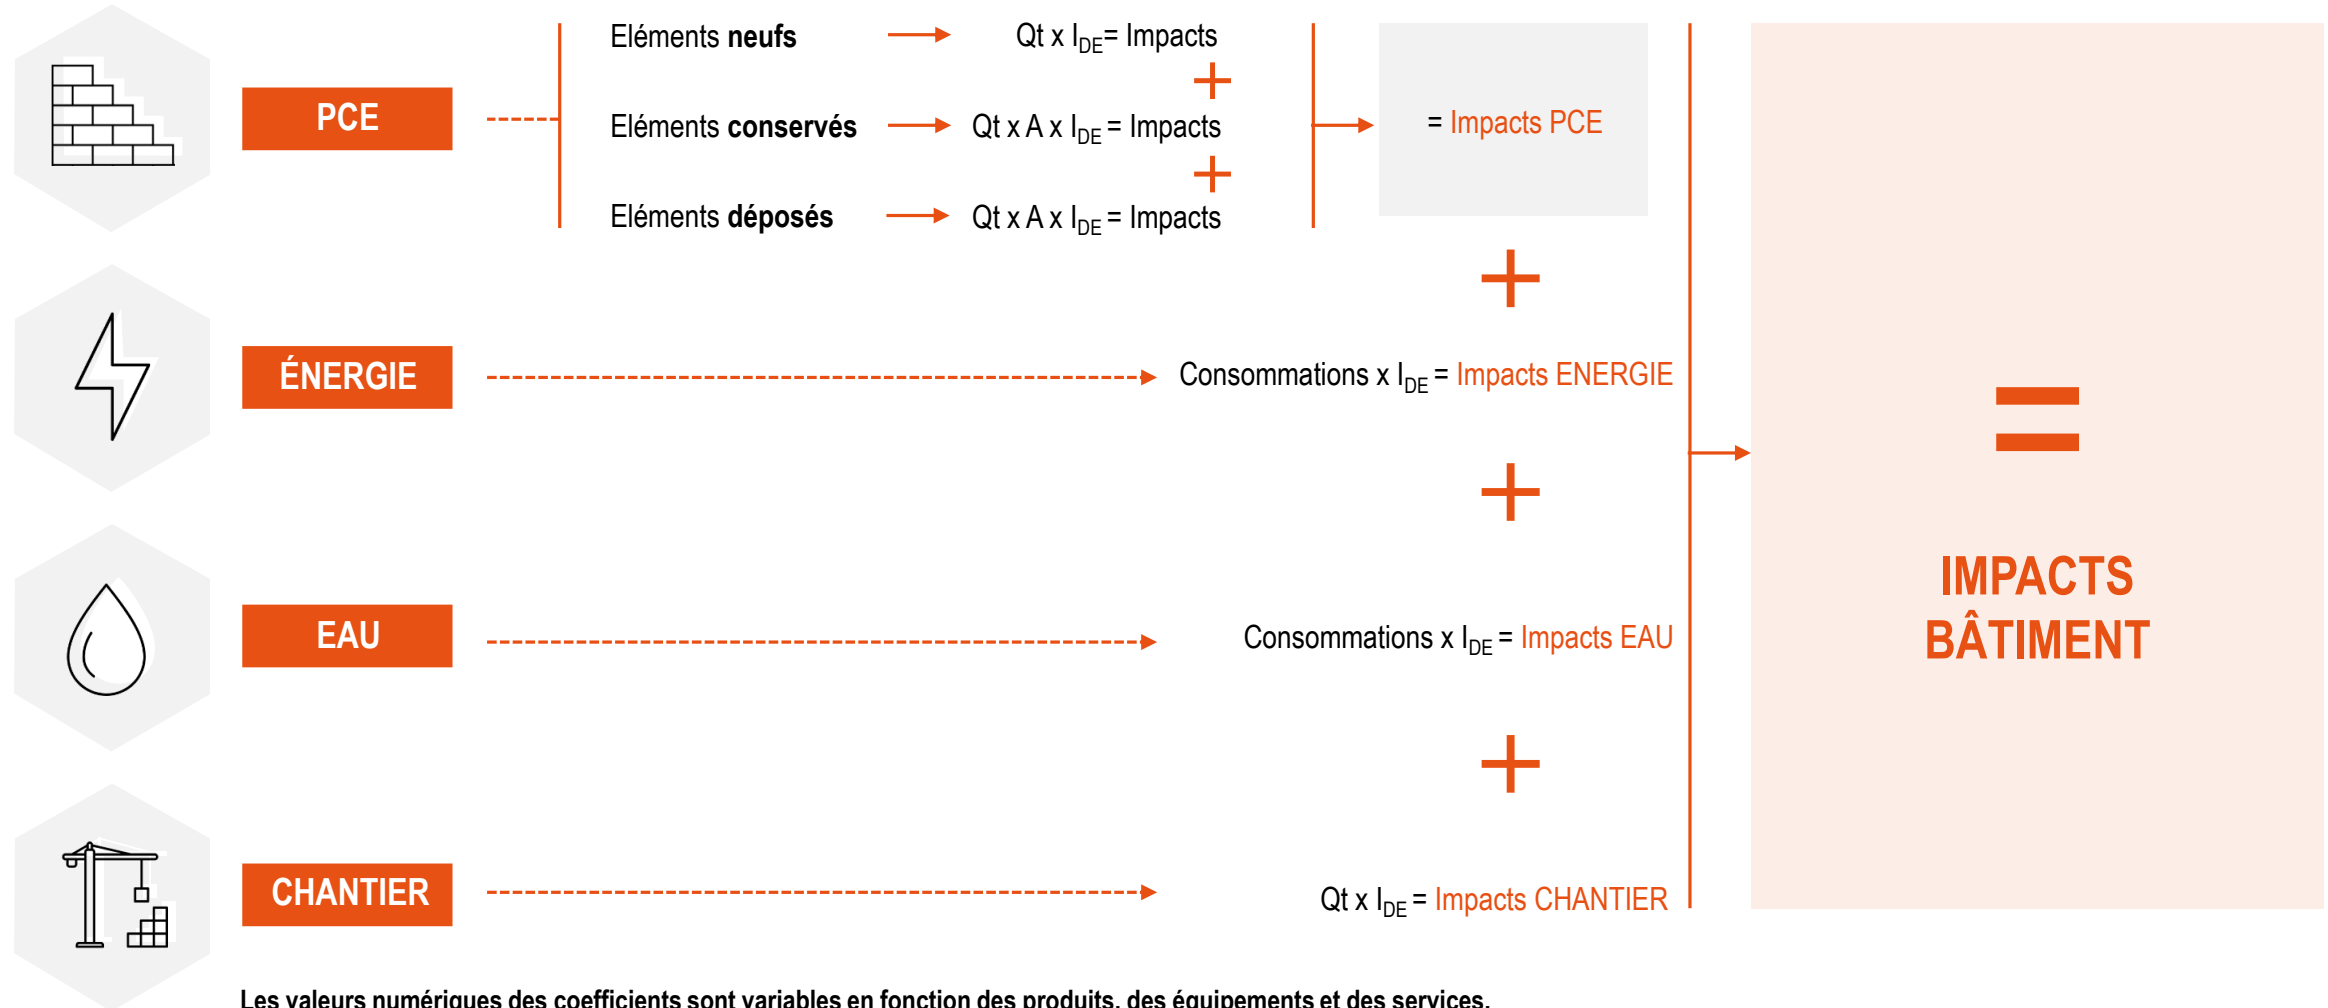 PCE
Eléments neufs
Qt x IDE= Impacts
+
Eléments conservés
Qt x A x IDE = Impacts
+
Eléments déposés
Qt x A x IDE = Impacts
= Impacts PCE
+
ÉNERGIE
Consommations x IDE = Impacts ENERGIE
+
EAU
Consommations x IDE = Impacts EAU
+
CHANTIER
Qt x IDE = Impacts CHANTIER
=
IMPACTS
BÂTIMENT
Les valeurs numériques des coefficients sont variables en fonction des produits, des équipements et des services.